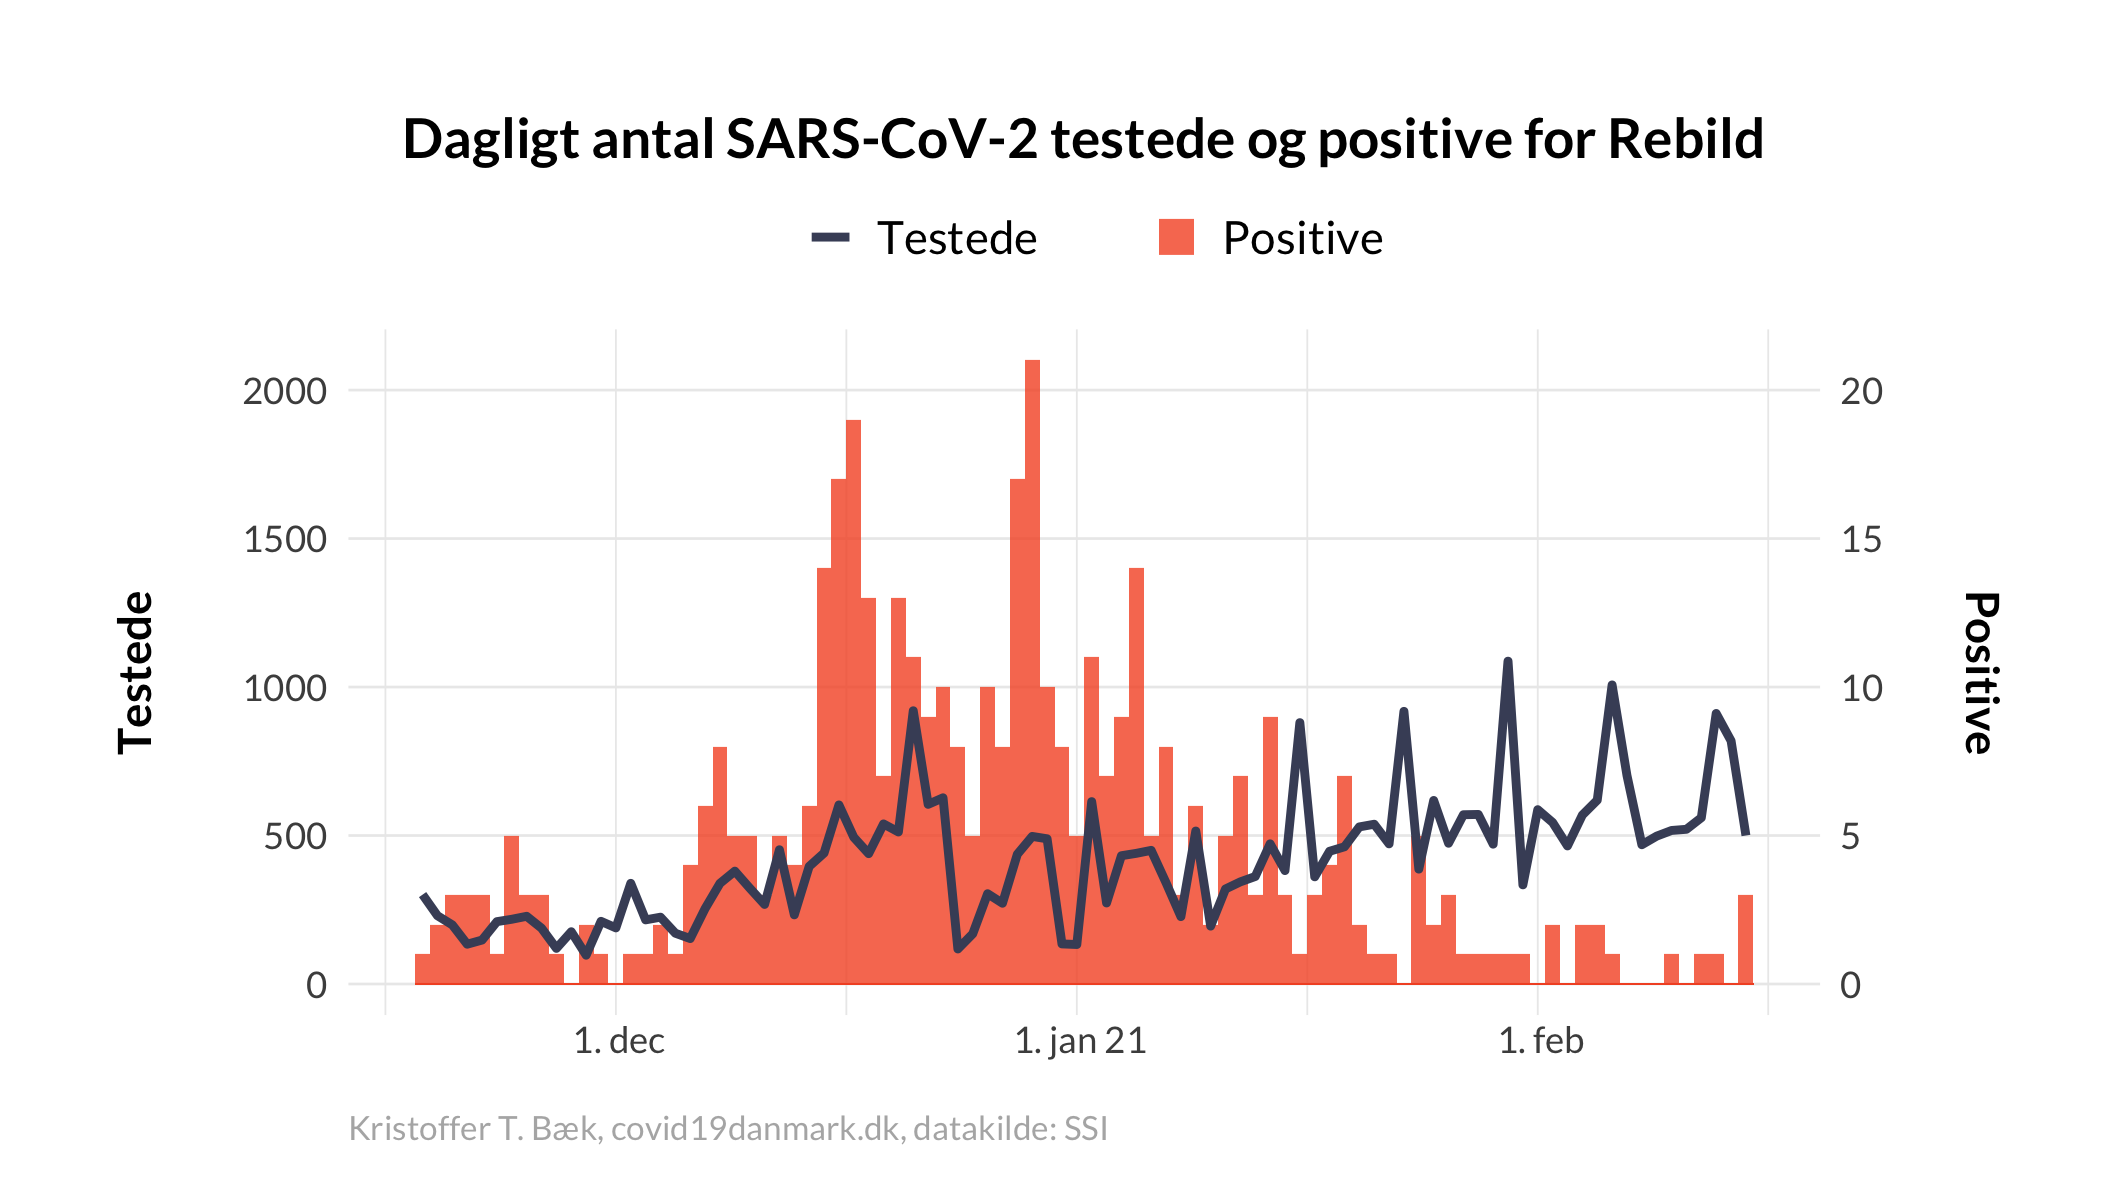 Dagligt antal SARS-CoV-2 testede og positive for Rebild
Testede
Positive
2000
1500
1000
500
0
Testede
20
15
10
5
0
Positive
1. dec
1. jan 21
1. feb
Kristoffer T. Bæk, covid19danmark.dk, datakilde: SSI